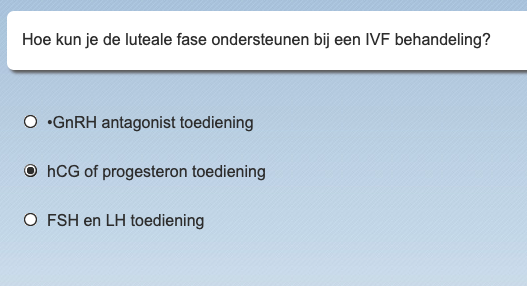 Hoe kun je de luteale fase ondersteunen bij een IVF behandeling?
•GnRH antagonist toediening
hCG of progesteron toediening
FSH en LH toediening